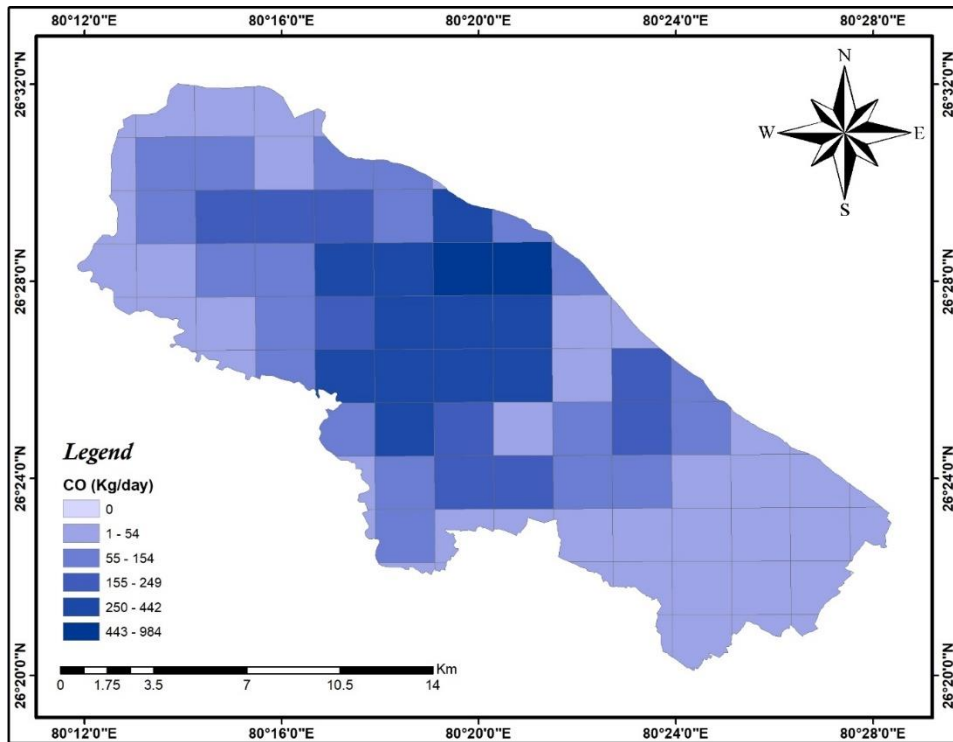 80°12'0"E 80°16'0"E 80°20'0"E 80°24'0"E 80°28'0"E
26°32'0"N 26°32'0"N
N
W E
S
26°28'0"N 26°28'0"N
26°24'0"N 26°24'0"N
Legend
CO (Kg/day)
0
1 - 54
55 - 154
155 - 249
250 - 442
443 - 984
Km
0 1.75 3.5 7 10.5 14
26°20'0"N 26°20'0"N
80°12'0"E 80°16'0"E 80°20'0"E 80°24'0"E 80°28'0"E